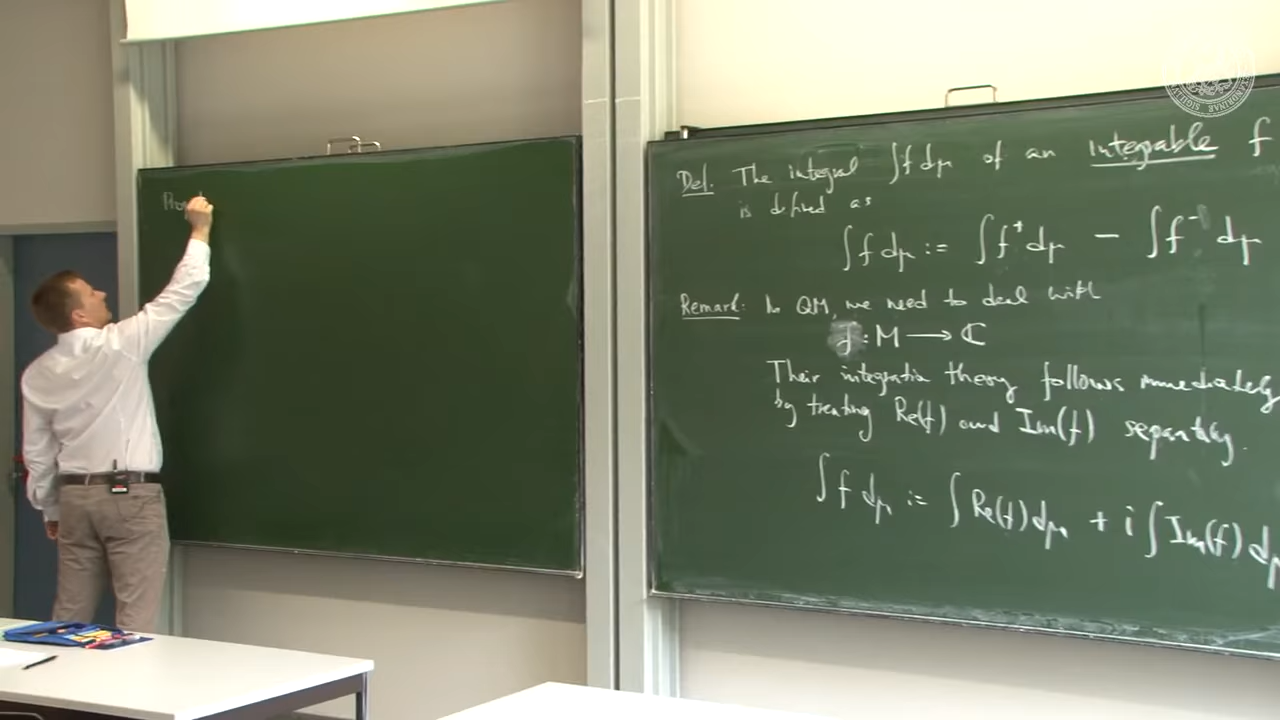 Prop
Def. The integral ∫f dμ of an integrable f
is defined as
∫f dμ := ∫f⁺ dμ − ∫f⁻ dμ
Remark: In QM, we need to deal with
f: M ⟶ ℂ
Their integration theory follows immediately
by treating Re(f) and Im(f) separately.
∫f dμ := ∫Re(f) dμ + i ∫Im(f) dμ